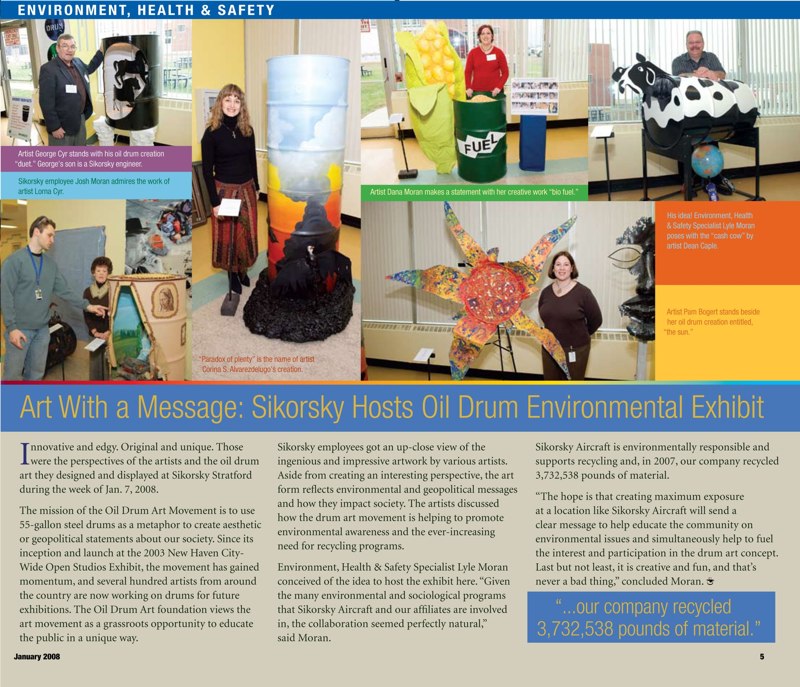 ENVIRONMENT, HEALTH & SAFETY
Artist George Cyr stands with his oil drum creation
"duet." George's son is a Sikorsky engineer.
Sikorsky employee Josh Moran admires the work of
artist Lorna Cyr.
"Paradox of plenty" is the name of artist
Corina S. Alvarezdelugo's creation.
FUEL
Artist Dana Moran makes a statement with her creative work "bio fuel."
His idea! Environment, Health
& Safety Specialist Lyle Moran
poses with the "cash cow" by
artist Dean Caple.
Artist Pam Bogert stands beside
her oil drum creation entitled,
"the sun."
Art With a Message: Sikorsky Hosts Oil Drum Environmental Exhibit
Innovative and edgy. Original and unique. Those
were the perspectives of the artists and the oil drum
art they designed and displayed at Sikorsky Stratford
during the week of Jan. 7, 2008.
The mission of the Oil Drum Art Movement is to use
55-gallon steel drums as a metaphor to create aesthetic
or geopolitical statements about our society. Since its
inception and launch at the 2003 New Haven City-
Wide Open Studios Exhibit, the movement has gained
momentum, and several hundred artists from around
the country are now working on drums for future
exhibitions. The Oil Drum Art foundation views the
art movement as a grassroots opportunity to educate
the public in a unique way.
Sikorsky employees got an up-close view of the
ingenious and impressive artwork by various artists.
Aside from creating an interesting perspective, the art
form reflects environmental and geopolitical messages
and how they impact society. The artists discussed
how the drum art movement is helping to promote
environmental awareness and the ever-increasing
need for recycling programs.
Environment, Health & Safety Specialist Lyle Moran
conceived of the idea to host the exhibit here. "Given
the many environmental and sociological programs
that Sikorsky Aircraft and our affiliates are involved
in, the collaboration seemed perfectly natural,"
said Moran.
Sikorsky Aircraft is environmentally responsible and
supports recycling and, in 2007, our company recycled
3,732,538 pounds of material.
"The hope is that creating maximum exposure
at a location like Sikorsky Aircraft will send a
clear message to help educate the community on
environmental issues and simultaneously help to fuel
the interest and participation in the drum art concept.
Last but not least, it is creative and fun, and that's
never a bad thing," concluded Moran.
"...our company recycled
3,732,538 pounds of material."
January 2008
5